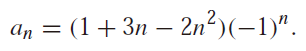 aₙ = (1 + 3n − 2n²)(−1)ⁿ.